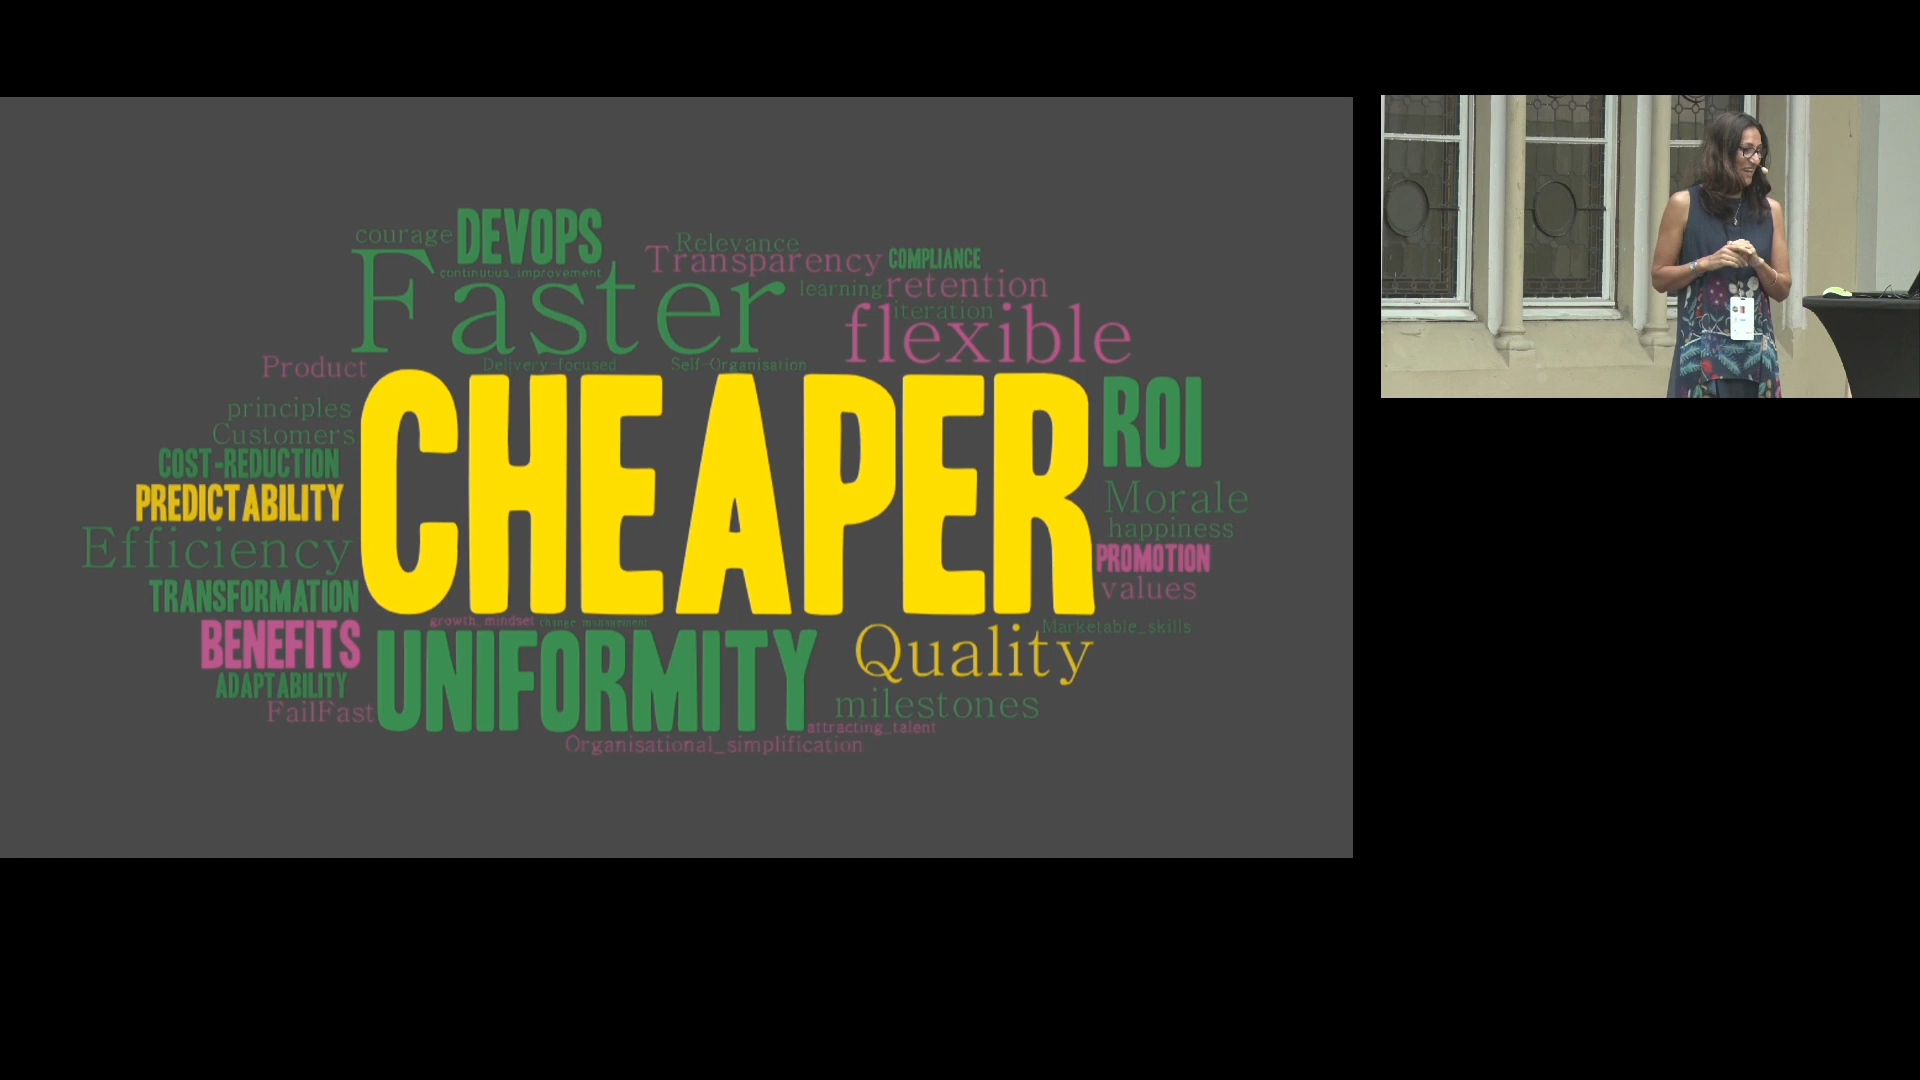 courage
DEVOPS
Relevance
Transparency
COMPLIANCE
continuous_improvement
Faster
learning
retention
iteration
flexible
Delivery-focused
Self-Organisation
Product
principles
Customers
COST-REDUCTION
PREDICTABILITY
Efficiency
TRANSFORMATION
BENEFITS
ADAPTABILITY
FailFast
CHEAPER
ROI
Morale
happiness
PROMOTION
values
growth_mindset
change_management
Marketable_skills
UNIFORMITY
Quality
milestones
attracting_talent
Organisational_simplification